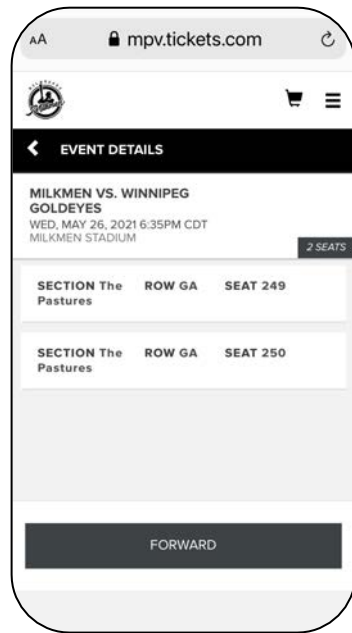 AA mpv.tickets.com
EVENT DETAILS
MILKMEN VS. WINNIPEG
GOLDEYES
WED, MAY 26, 2021 6:35PM CDT
MILKMEN STADIUM
2 SEATS
SECTION The ROW GA SEAT 249
Pastures
SECTION The ROW GA SEAT 250
Pastures
FORWARD